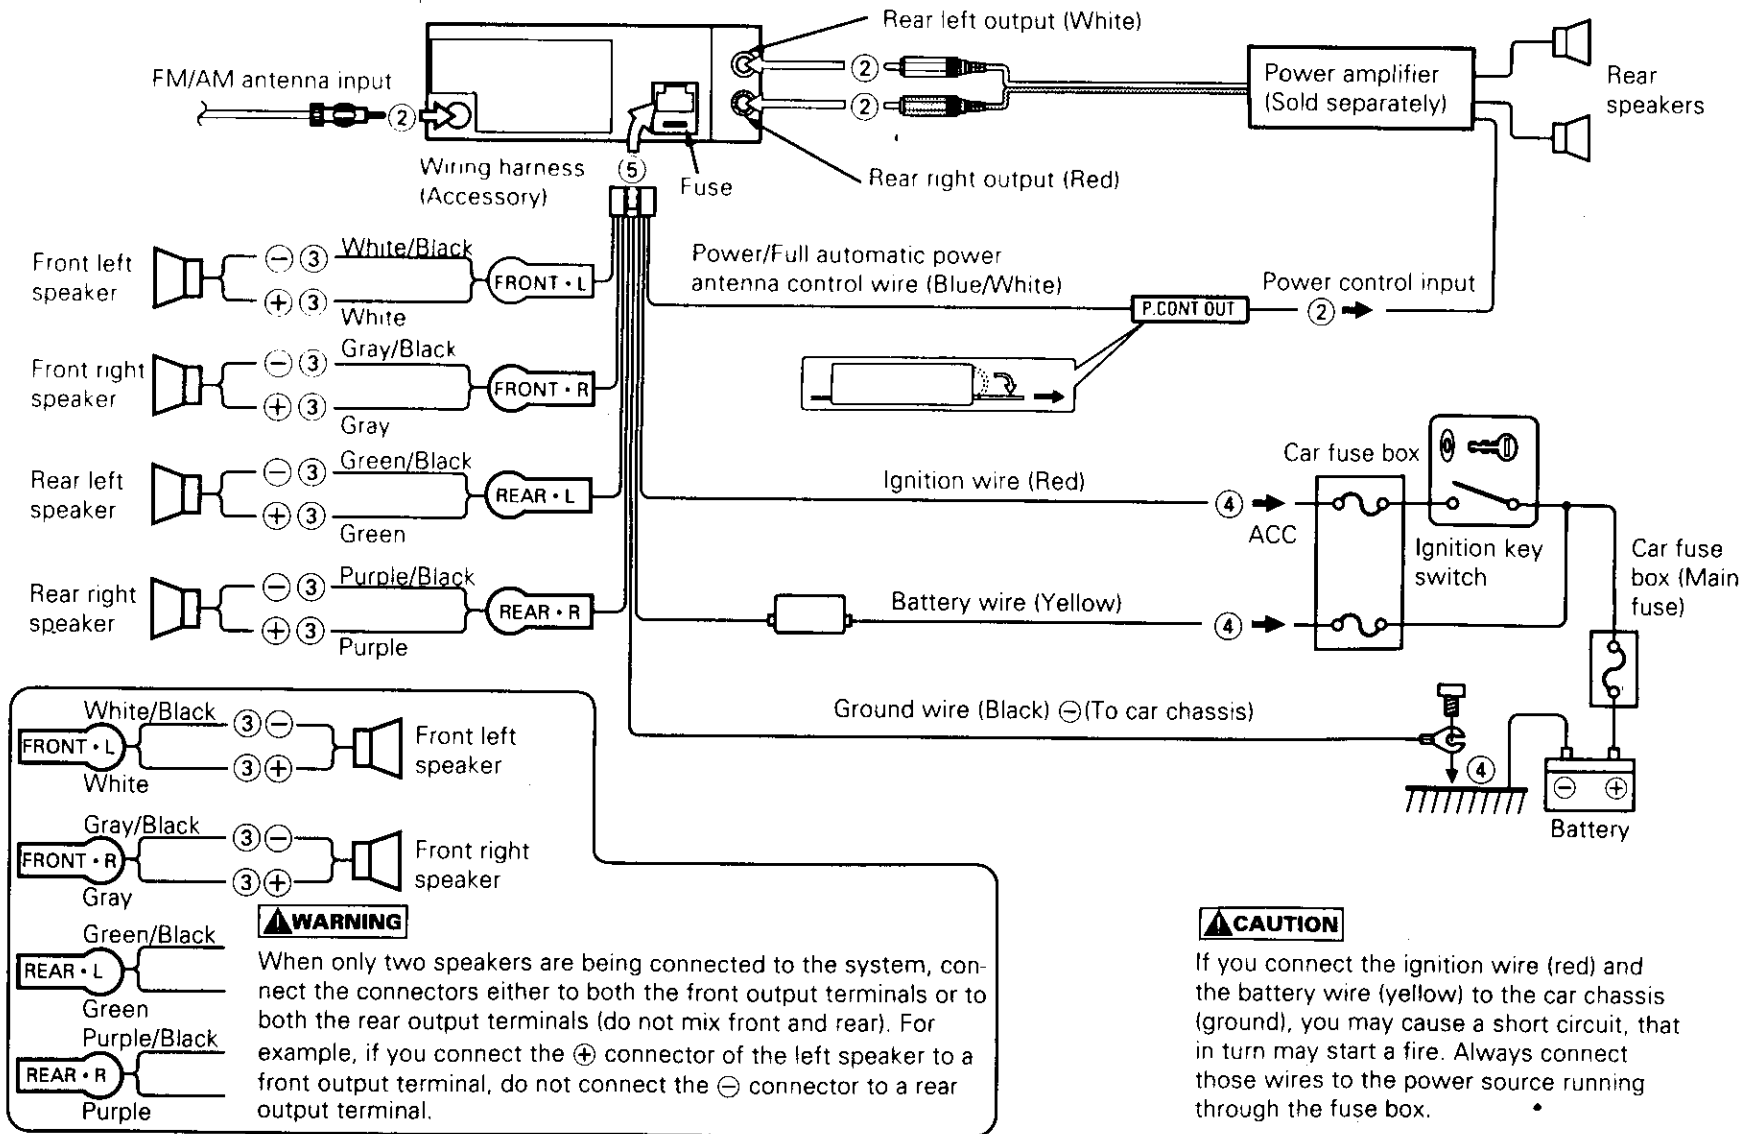 Rear left output (White)
FM/AM antenna input
2
2
2
Power amplifier
(Sold separately)
Rear
speakers
Wiring harness
(Accessory)
5
Fuse
Rear right output (Red)
Front left
speaker
⊖ 3 White/Black
⊕ 3 White
FRONT • L
Power/Full automatic power
antenna control wire (Blue/White)
P.CONT OUT
Power control input
2
Front right
speaker
⊖ 3 Gray/Black
⊕ 3 Gray
FRONT • R
Rear left
speaker
⊖ 3 Green/Black
⊕ 3 Green
REAR • L
Ignition wire (Red)
4
ACC
Car fuse box
Ignition key
switch
Car fuse
box (Main
fuse)
Rear right
speaker
⊖ 3 Purple/Black
⊕ 3 Purple
REAR • R
Battery wire (Yellow)
4
Ground wire (Black) ⊖ (To car chassis)
4
⊖ ⊕
Battery
White/Black
FRONT • L
3 ⊖
3 ⊕
White
Front left
speaker
Gray/Black
FRONT • R
3 ⊖
3 ⊕
Gray
Front right
speaker
Green/Black
REAR • L
Green
Purple/Black
REAR • R
Purple
WARNING
When only two speakers are being connected to the system, con-
nect the connectors either to both the front output terminals or to
both the rear output terminals (do not mix front and rear). For
example, if you connect the ⊕ connector of the left speaker to a
front output terminal, do not connect the ⊖ connector to a rear
output terminal.
CAUTION
If you connect the ignition wire (red) and
the battery wire (yellow) to the car chassis
(ground), you may cause a short circuit, that
in turn may start a fire. Always connect
those wires to the power source running
through the fuse box.